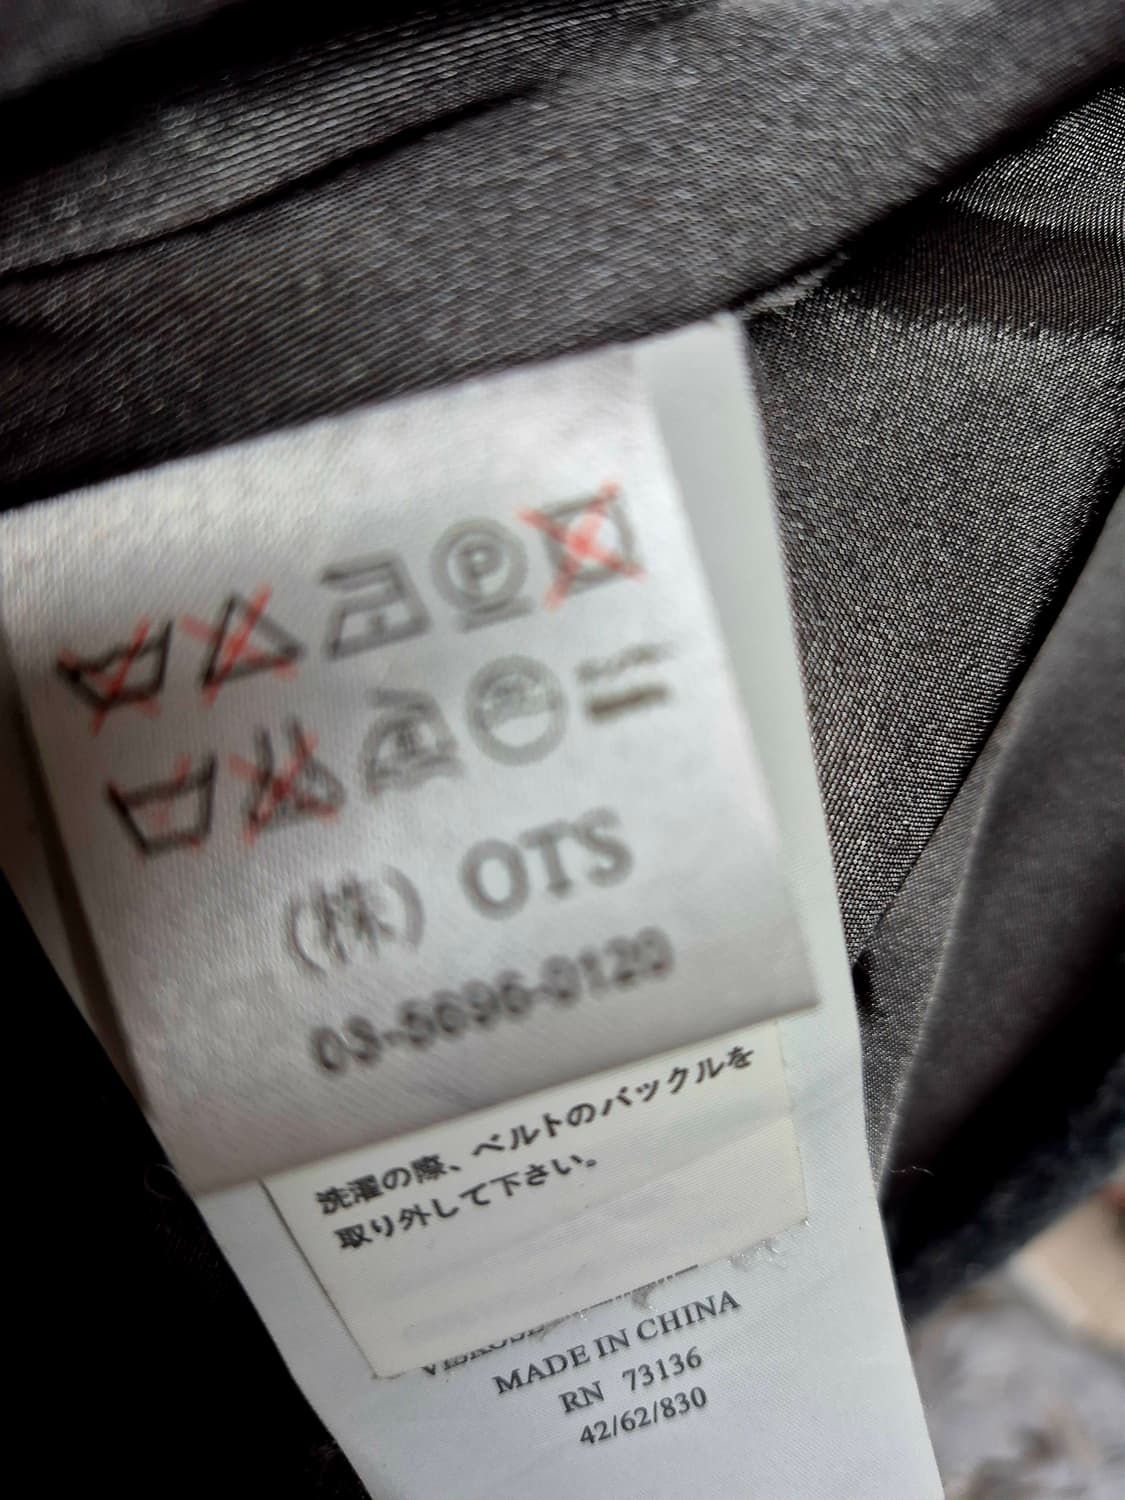 P
(株) OTS
03-5696-0120
洗濯の際、ベルトのバックルを
取り外して下さい。
MADE IN CHINA
RN 73136
42/62/830